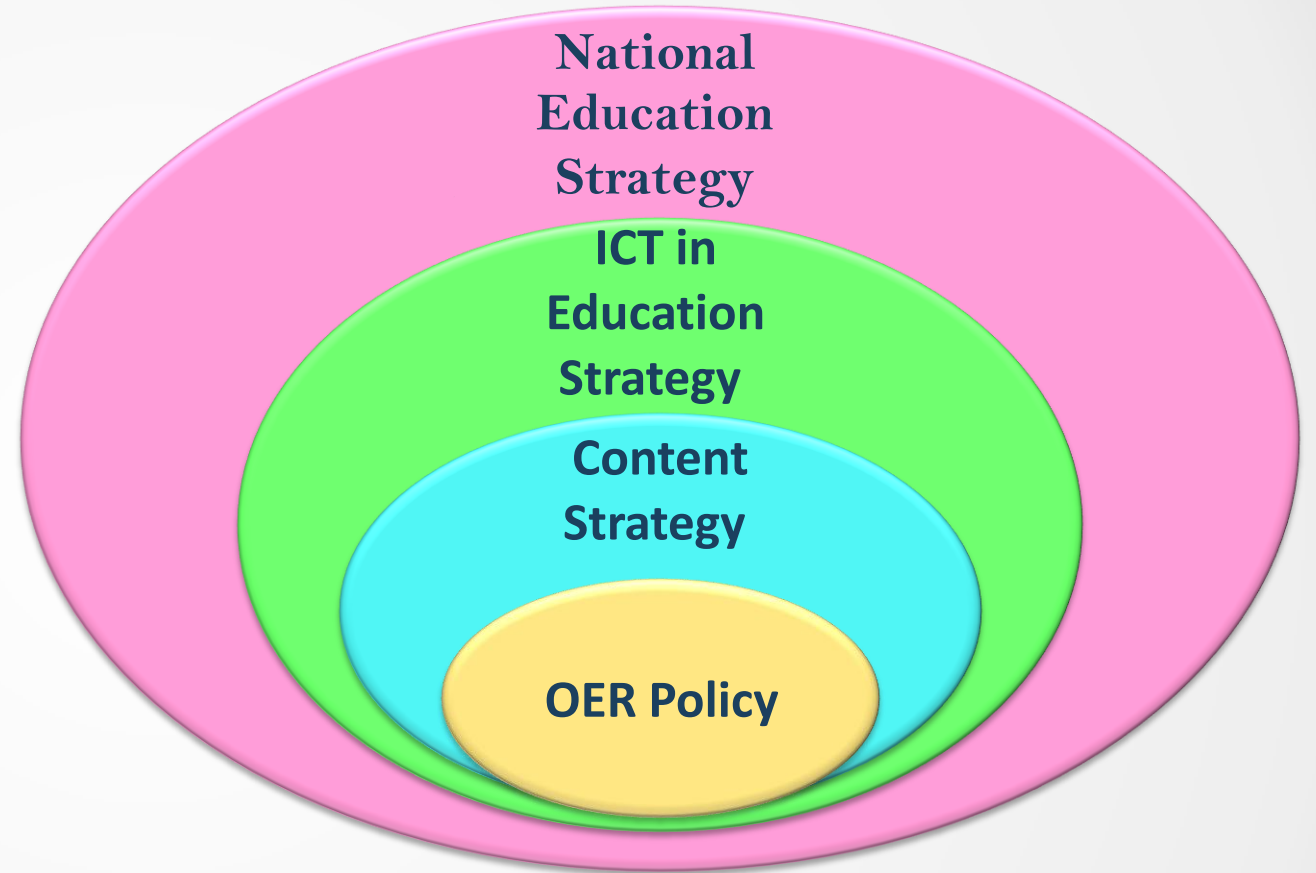 National
Education
Strategy
ICT in
Education
Strategy
Content
Strategy
OER Policy